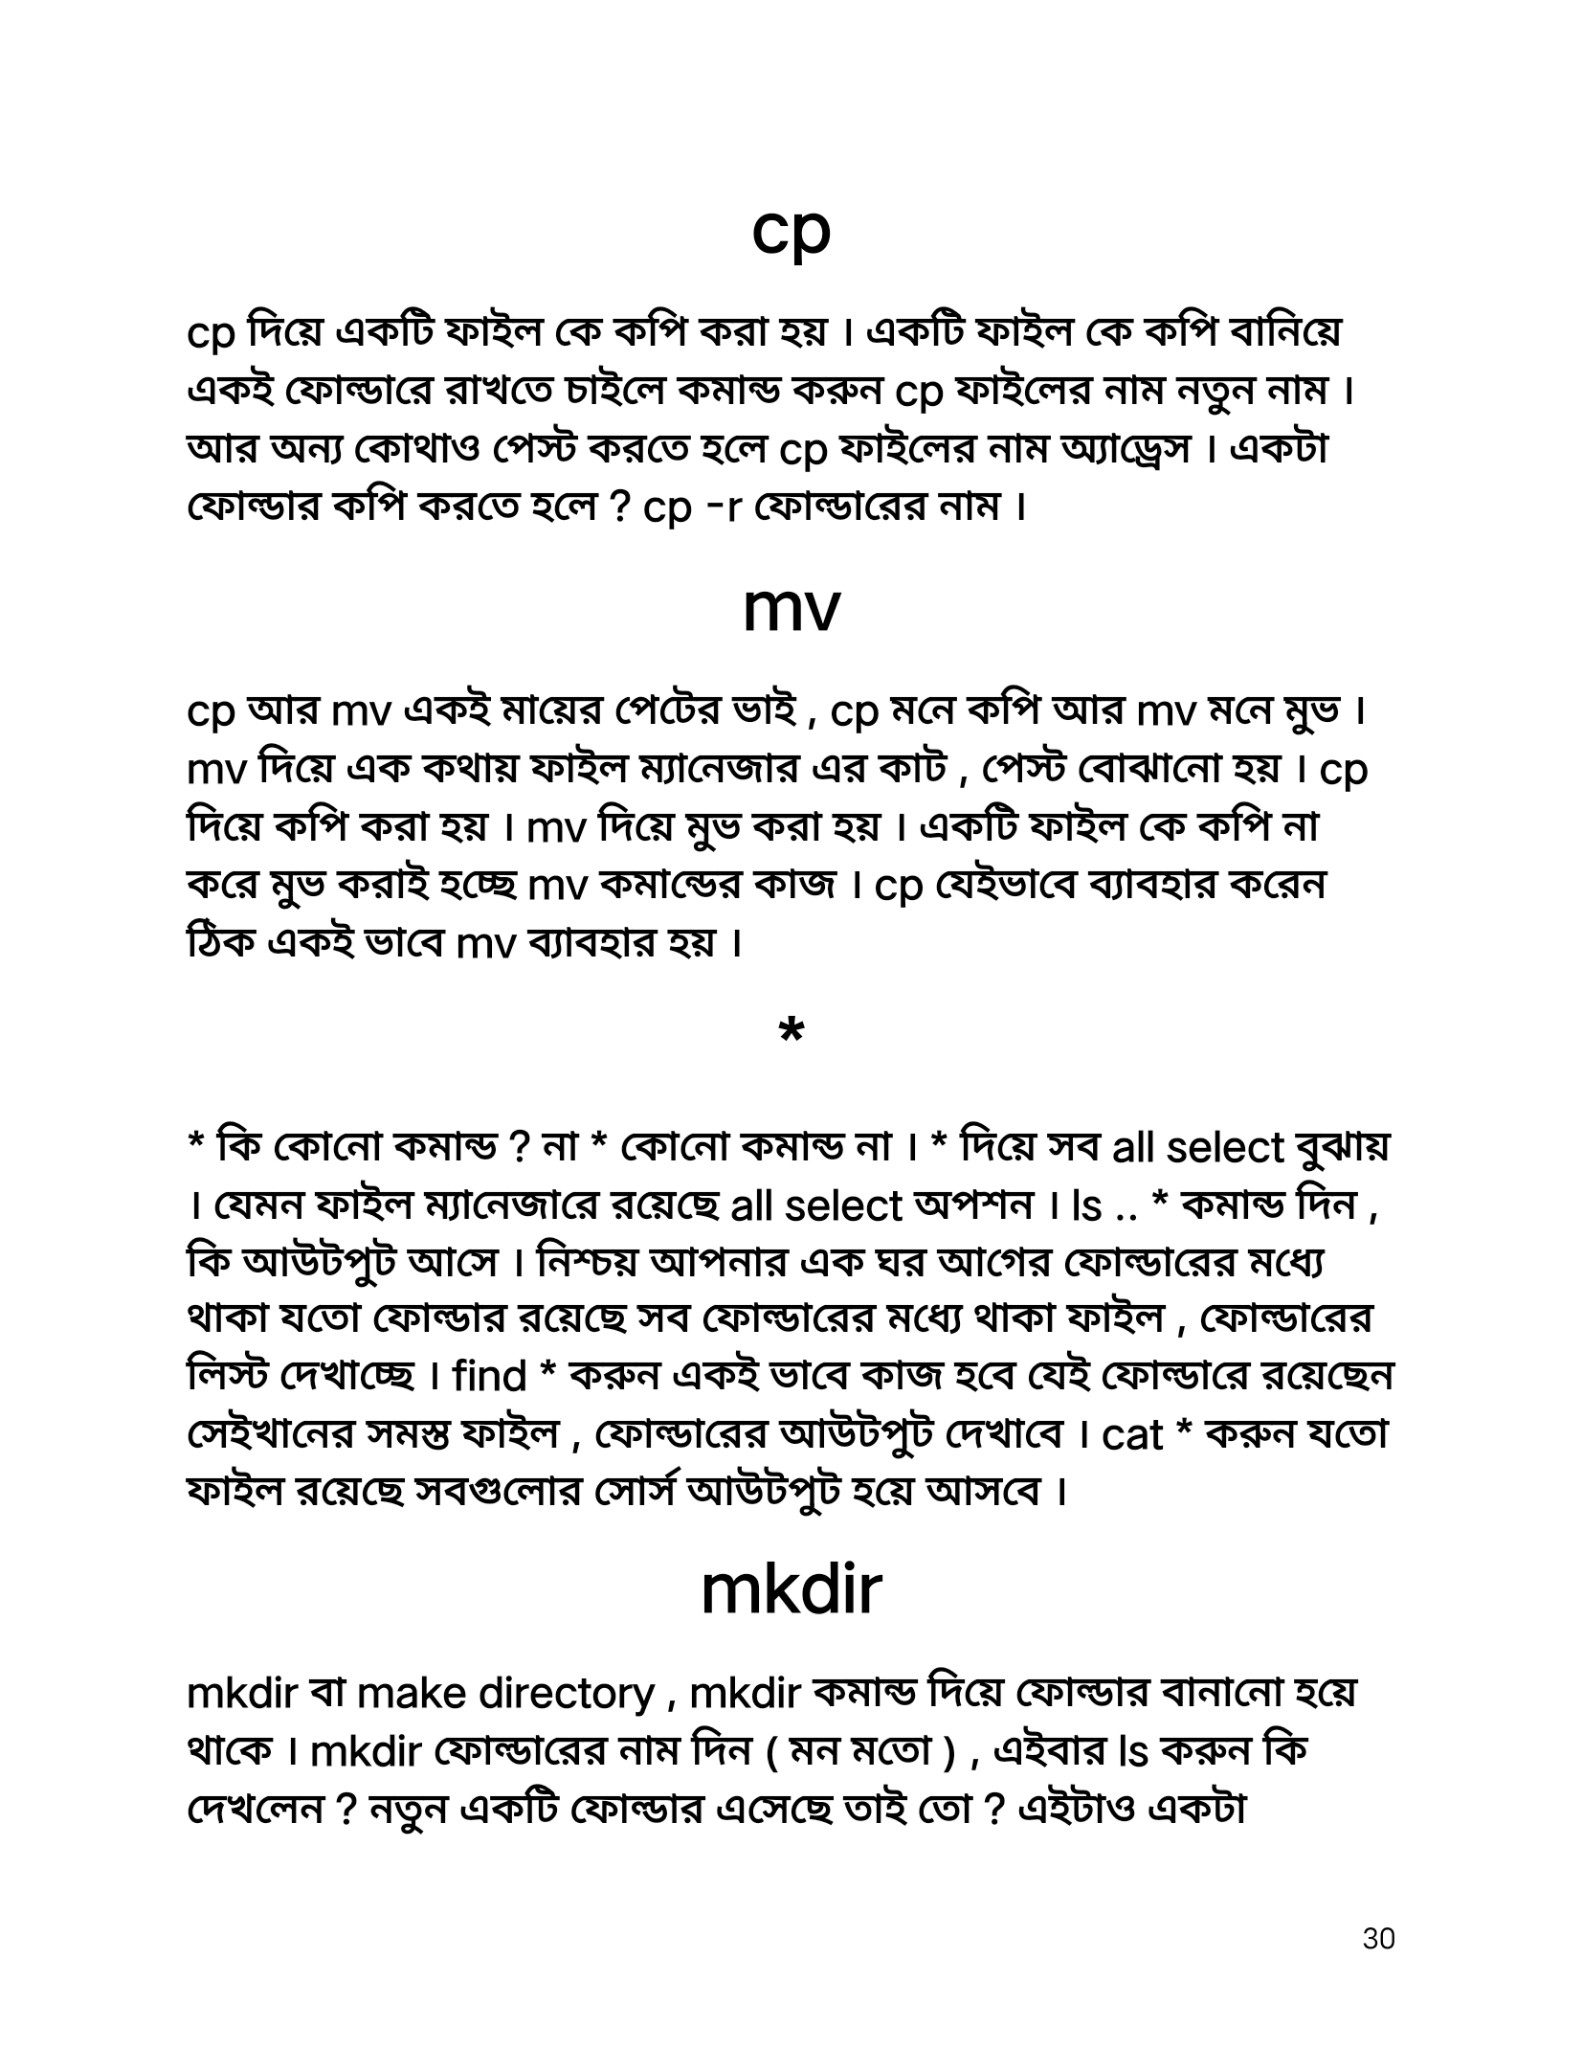 cp
cp দিয়ে একটি ফাইল কে কপি করা হয় । একটি ফাইল কে কপি বানিয়ে
একই ফোল্ডারে রাখতে চাইলে কমান্ড করুন cp ফাইলের নাম নতুন নাম ।
আর অন্য কোথাও পেস্ট করতে হলে cp ফাইলের নাম অ্যাড্রেস । একটা
ফোল্ডার কপি করতে হলে ? cp -r ফোল্ডারের নাম ।
mv
cp আর mv একই মায়ের পেটের ভাই , cp মনে কপি আর mv মনে মুভ ।
mv দিয়ে এক কথায় ফাইল ম্যানেজার এর কাট , পেস্ট বোঝানো হয় । cp
দিয়ে কপি করা হয় । mv দিয়ে মুভ করা হয় । একটি ফাইল কে কপি না
করে মুভ করাই হচ্ছে mv কমান্ডের কাজ । cp যেইভাবে ব্যাবহার করেন
ঠিক একই ভাবে mv ব্যাবহার হয় ।
*
* কি কোনো কমান্ড ? না * কোনো কমান্ড না । * দিয়ে সব all select বুঝায়
। যেমন ফাইল ম্যানেজারে রয়েছে all select অপশন । ls .. * কমান্ড দিন ,
কি আউটপুট আসে । নিশ্চয় আপনার এক ঘর আগের ফোল্ডারের মধ্যে
থাকা যতো ফোল্ডার রয়েছে সব ফোল্ডারের মধ্যে থাকা ফাইল , ফোল্ডারের
লিস্ট দেখাচ্ছে । find * করুন একই ভাবে কাজ হবে যেই ফোল্ডারে রয়েছেন
সেইখানের সমস্ত ফাইল , ফোল্ডারের আউটপুট দেখাবে । cat * করুন যতো
ফাইল রয়েছে সবগুলোর সোর্স আউটপুট হয়ে আসবে ।
mkdir
mkdir বা make directory , mkdir কমান্ড দিয়ে ফোল্ডার বানানো হয়ে
থাকে । mkdir ফোল্ডারের নাম দিন ( মন মতো ) , এইবার ls করুন কি
দেখলেন ? নতুন একটি ফোল্ডার এসেছে তাই তো ? এইটাও একটা
30